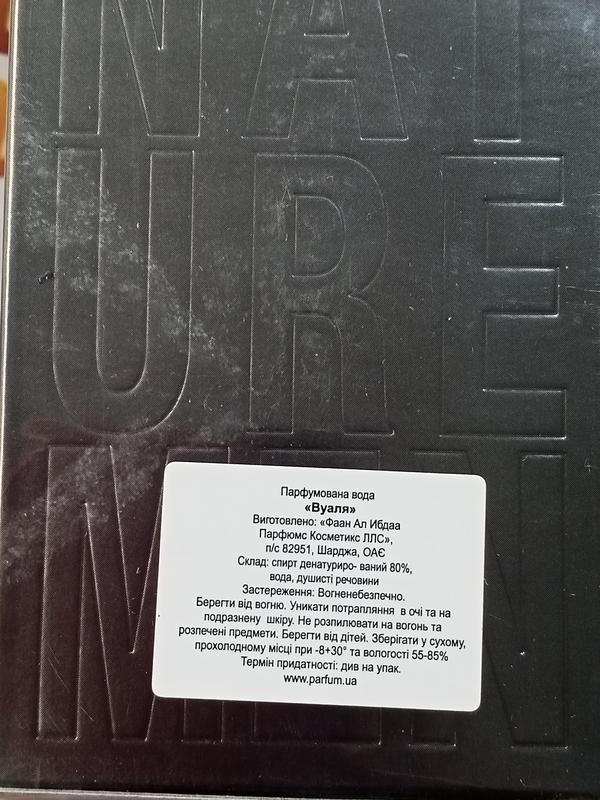 NAT
URE
MEN
Парфумована вода
«Вуаля»
Виготовлено: «Фаан Ал Ибдаа
Парфюмс Косметикс ЛЛС»,
п/с 82951, Шарджа, ОАЄ
Склад: спирт денатуриро- ваний 80%,
вода, душисті речовини
Застереження: Вогненебезпечно.
Берегти від вогню. Уникати потрапляння в очі та на
подразнену шкіру. Не розпилювати на вогонь та
розпечені предмети. Берегти від дітей. Зберігати у сухому,
прохолодному місці при -8+30° та вологості 55-85%
Термін придатності: див на упак.
www.parfum.ua